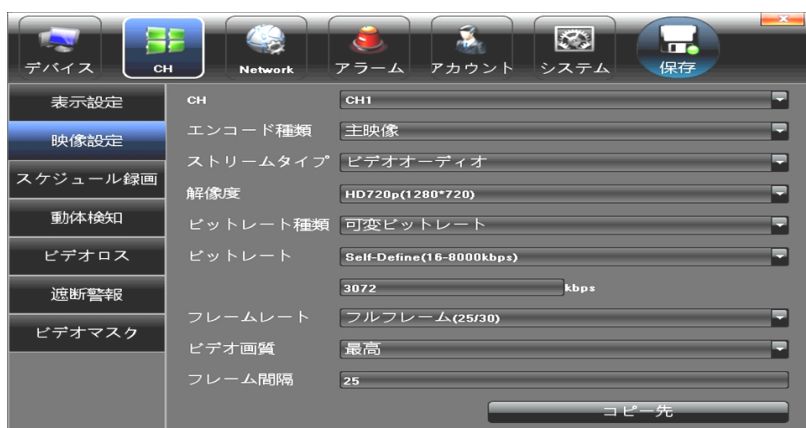 デバイス CH Network アラーム アカウント システム 保存
表示設定 CH CH1
映像設定 エンコード種類 主映像
ストリームタイプ ビデオオーディオ
スケジュール録画 解像度 HD720p(1280*720)
動体検知 ビットレート種類 可変ビットレート
ビデオロス ビットレート Self-Define(16-8000kbps)
遮断警報 3072 kbps
フレームレート フルフレーム(25/30)
ビデオマスク ビデオ画質 最高
フレーム間隔 25
コピー先